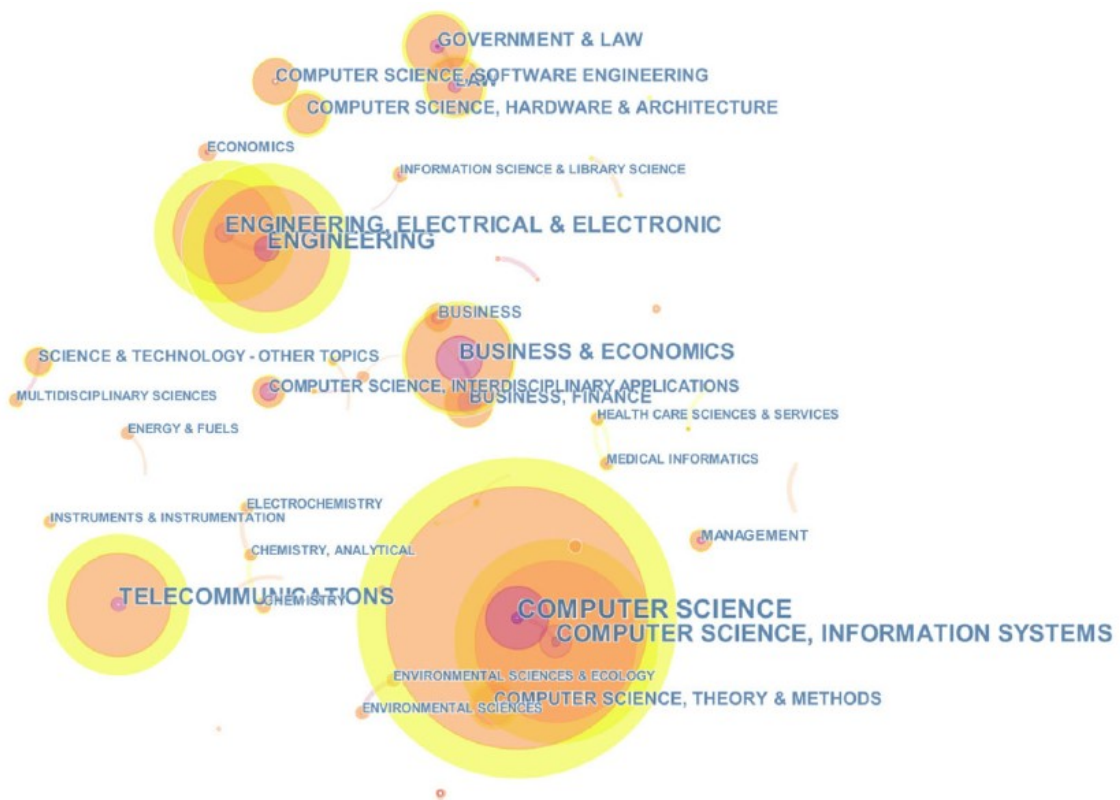 GOVERNMENT & LAW
COMPUTER SCIENCE, SOFTWARE ENGINEERING
LAW
COMPUTER SCIENCE, HARDWARE & ARCHITECTURE
ECONOMICS
INFORMATION SCIENCE & LIBRARY SCIENCE
ENGINEERING, ELECTRICAL & ELECTRONIC
ENGINEERING
BUSINESS
BUSINESS & ECONOMICS
SCIENCE & TECHNOLOGY - OTHER TOPICS
COMPUTER SCIENCE, INTERDISCIPLINARY APPLICATIONS
MULTIDISCIPLINARY SCIENCES
BUSINESS, FINANCE
HEALTH CARE SCIENCES & SERVICES
ENERGY & FUELS
MEDICAL INFORMATICS
ELECTROCHEMISTRY
INSTRUMENTS & INSTRUMENTATION
MANAGEMENT
CHEMISTRY, ANALYTICAL
TELECOMMUNICATIONS
CHEMISTRY
COMPUTER SCIENCE
COMPUTER SCIENCE, INFORMATION SYSTEMS
ENVIRONMENTAL SCIENCES & ECOLOGY
COMPUTER SCIENCE, THEORY & METHODS
ENVIRONMENTAL SCIENCES